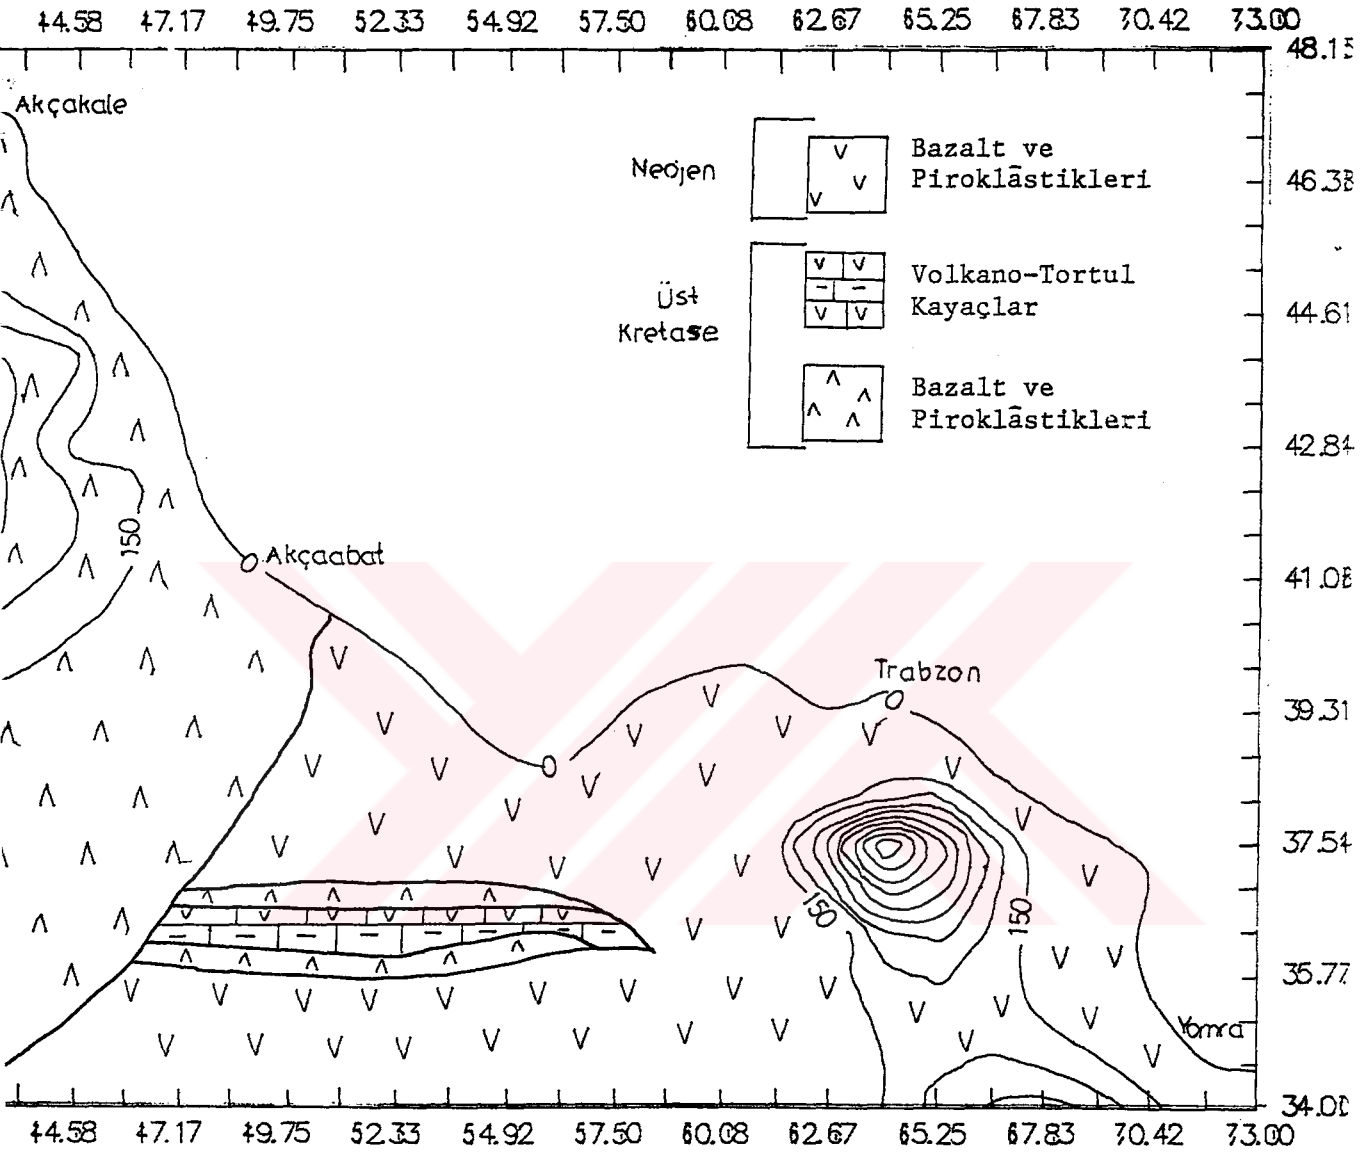 44.58 47.17 49.75 52.33 54.92 57.50 60.08 62.67 65.25 67.83 70.42 73.00
48.15
Akçakale
Neojen
Bazalt ve
Piroklāstikleri
46.38
Üst
Kretase
Volkano-Tortul
Kayaçlar
44.61
Bazalt ve
Piroklāstikleri
42.84
150
Akçaabat
41.08
Trabzon
39.31
37.54
150
150
35.77
Yomra
34.00
44.58 47.17 49.75 52.33 54.92 57.50 60.08 62.67 65.25 67.83 70.42 73.00